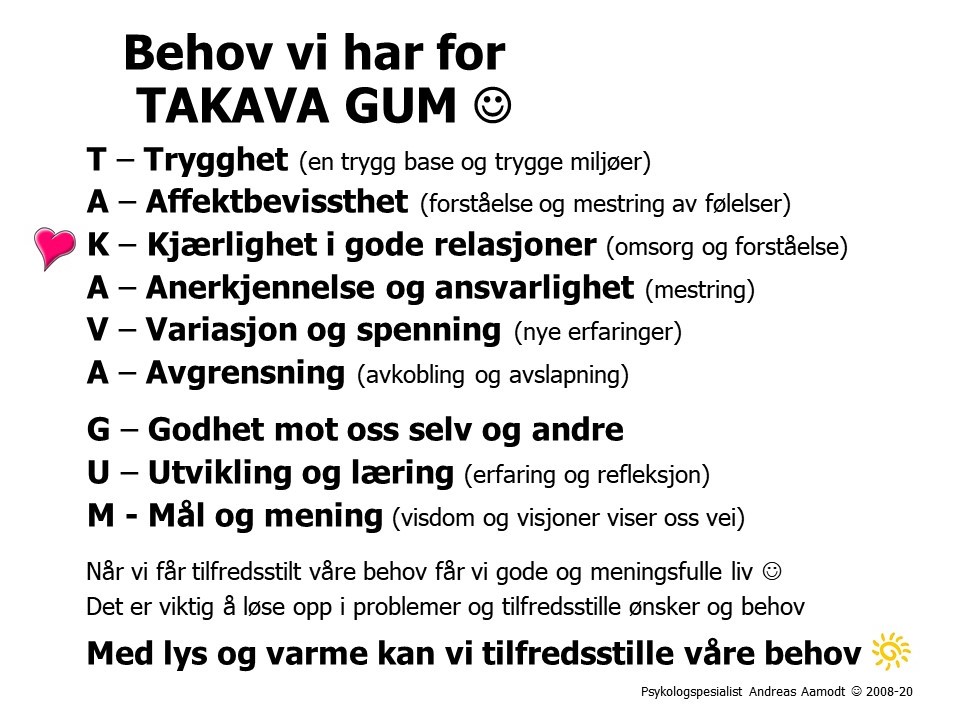 Behov vi har for
TAKAVA GUM ☺
T – Trygghet (en trygg base og trygge miljøer)
A – Affektbevissthet (forståelse og mestring av følelser)
K – Kjærlighet i gode relasjoner (omsorg og forståelse)
A – Anerkjennelse og ansvarlighet (mestring)
V – Variasjon og spenning (nye erfaringer)
A – Avgrensning (avkobling og avslapning)
G – Godhet mot oss selv og andre
U – Utvikling og læring (erfaring og refleksjon)
M - Mål og mening (visdom og visjoner viser oss vei)
Når vi får tilfredsstilt våre behov får vi gode og meningsfulle liv ☺
Det er viktig å løse opp i problemer og tilfredsstille ønsker og behov
Med lys og varme kan vi tilfredsstille våre behov
Psykologspesialist Andreas Aamodt ☺ 2008-20